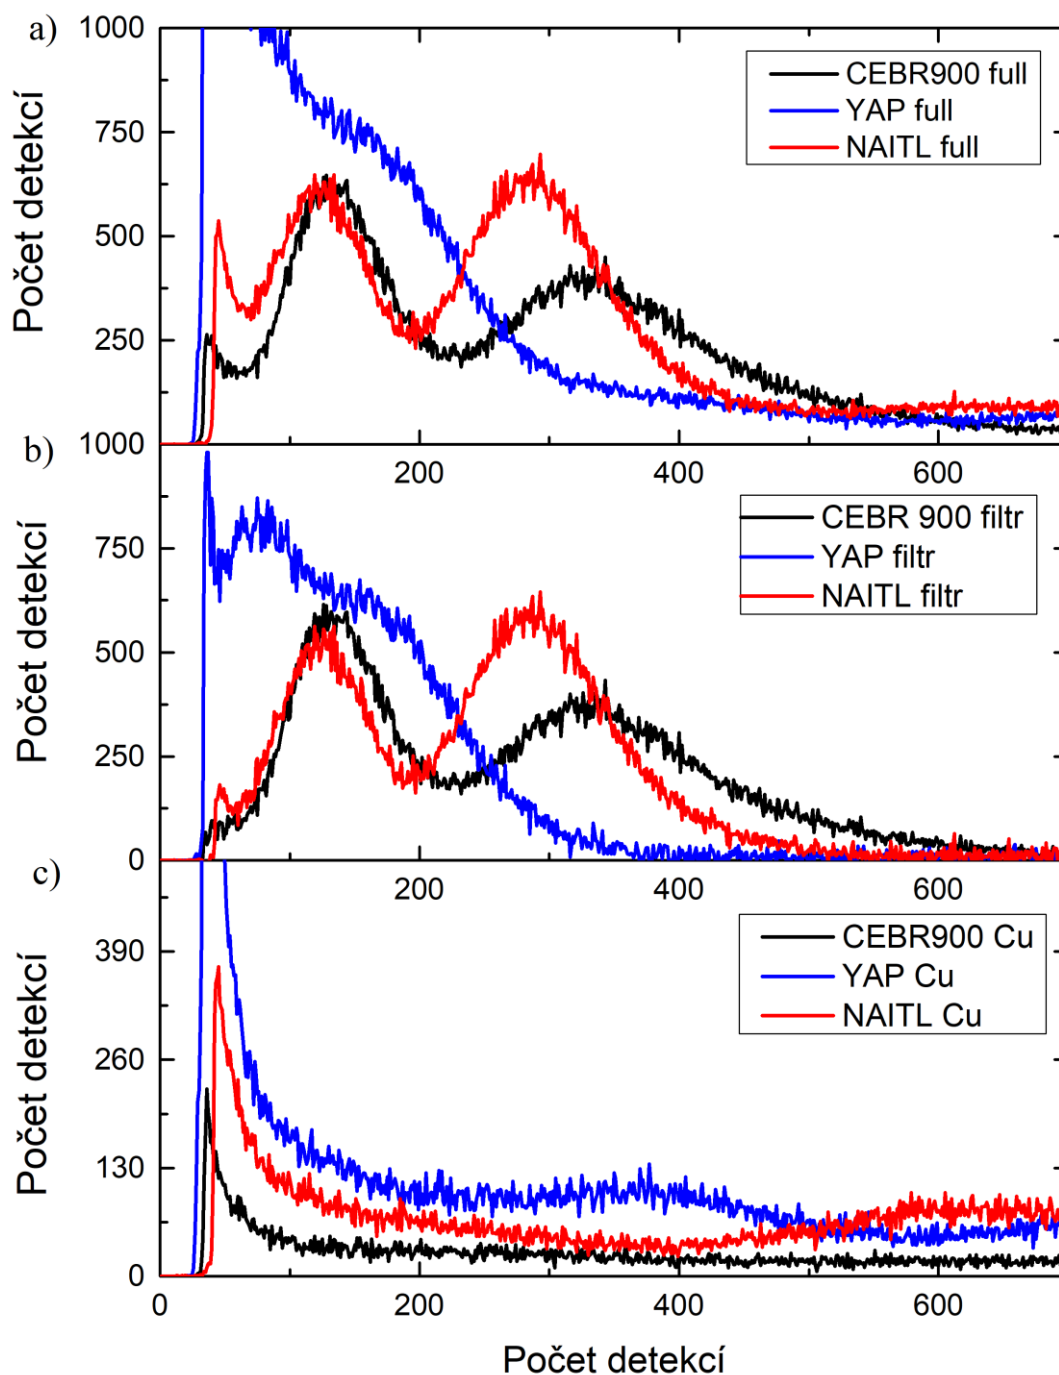 a)
1000
750
500
250
Počet detekcí
CEBR900 full
YAP full
NAITL full
200
400
600
b)
1000
750
500
250
0
Počet detekcí
CEBR 900 filtr
YAP filtr
NAITL filtr
200
400
600
c)
390
260
130
0
Počet detekcí
CEBR900 Cu
YAP Cu
NAITL Cu
0
200
400
600
Počet detekcí